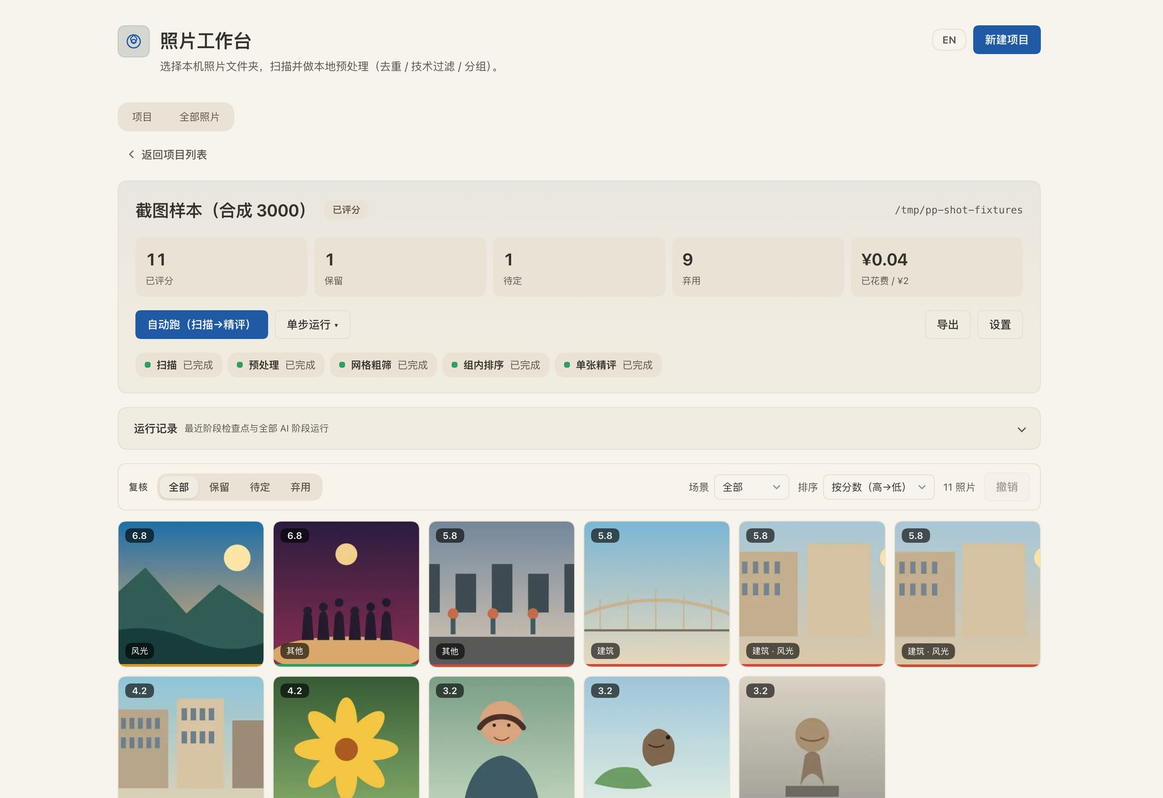 照片工作台
选择本机照片文件夹，扫描并做本地预处理（去重 / 技术过滤 / 分组）。
EN
新建项目
项目 全部照片
返回项目列表
截图样本（合成 3000） 已评分 /tmp/pp-shot-fixtures
11 1 1 9 ¥0.04
已评分 保留 待定 弃用 已花费 / ¥2
自动跑（扫描→精评） 单步运行 ▾ 导出 设置
扫描 已完成 预处理 已完成 网格粗筛 已完成 组内排序 已完成 单张精评 已完成
运行记录 最近阶段检查点与全部 AI 阶段运行
复核 全部 保留 待定 弃用 场景 全部 排序 按分数（高→低） 11 照片 撤销
6.8 6.8 5.8 5.8 5.8 5.8
风光 其他 其他 建筑 建筑 · 风光 建筑 · 风光
4.2 4.2 3.2 3.2 3.2